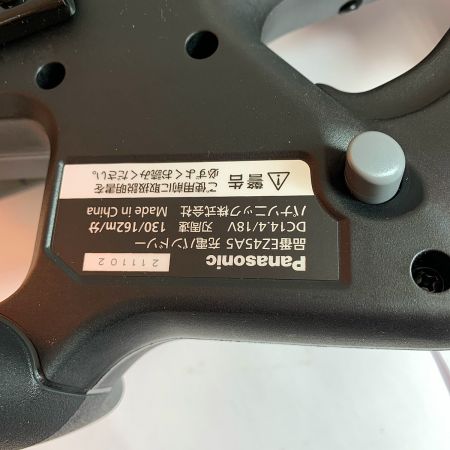 Panasonic
211102
品番EZ45A5 充電バンドソー
DC14.4/18V 刃周速 130/162m/分
パナソニック株式会社 Made in China
⚠ 警告
ご使用前に取扱説明書を
必ずよくお読みください。